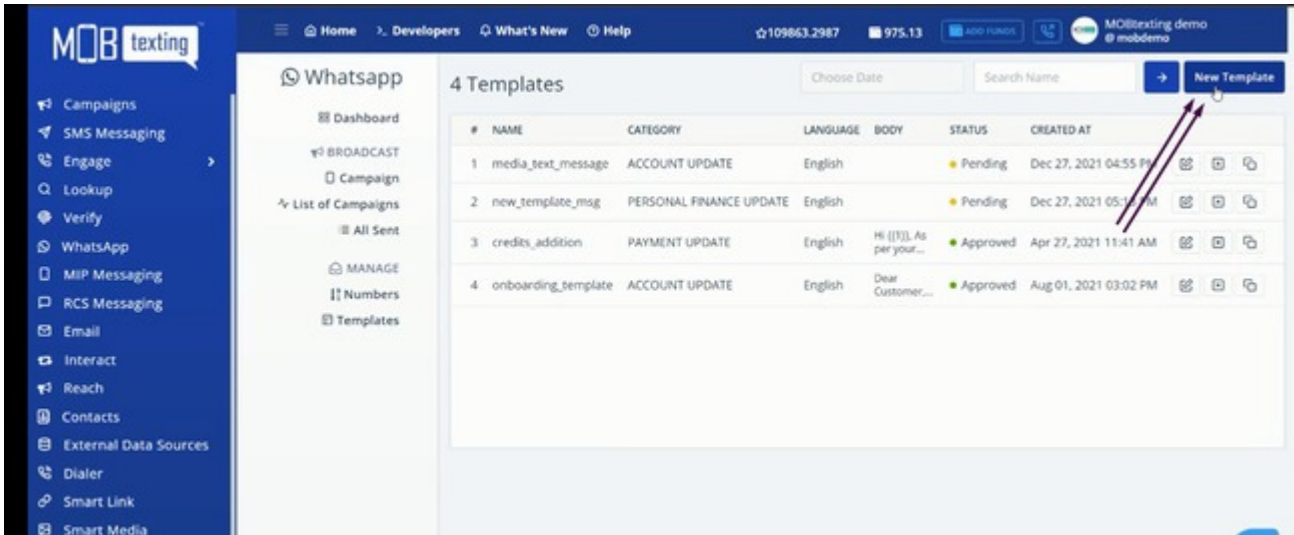 MOB texting
Home Developers What's New Help 109863.2987 975.13 ADD FUNDS MOBtexting demo
@ mobdemo
Campaigns
SMS Messaging
Engage
Lookup
Verify
WhatsApp
MIP Messaging
RCS Messaging
Email
Interact
Reach
Contacts
External Data Sources
Dialer
Smart Link
Smart Media
Whatsapp
Dashboard
BROADCAST
Campaign
List of Campaigns
All Sent
MANAGE
Numbers
Templates
4 Templates
Choose Date
Search Name
New Template
# NAME CATEGORY LANGUAGE BODY STATUS CREATED AT
1 media_text_message ACCOUNT UPDATE English Pending Dec 27, 2021 04:55 PM
2 new_template_msg PERSONAL FINANCE UPDATE English Pending Dec 27, 2021 PM
3 credits_addition PAYMENT UPDATE English Hi {{1}}, As per your... Approved Apr 27, 2021 11:41 AM
4 onboarding_template ACCOUNT UPDATE English Dear Customer,... Approved Aug 01, 2021 03:02 PM